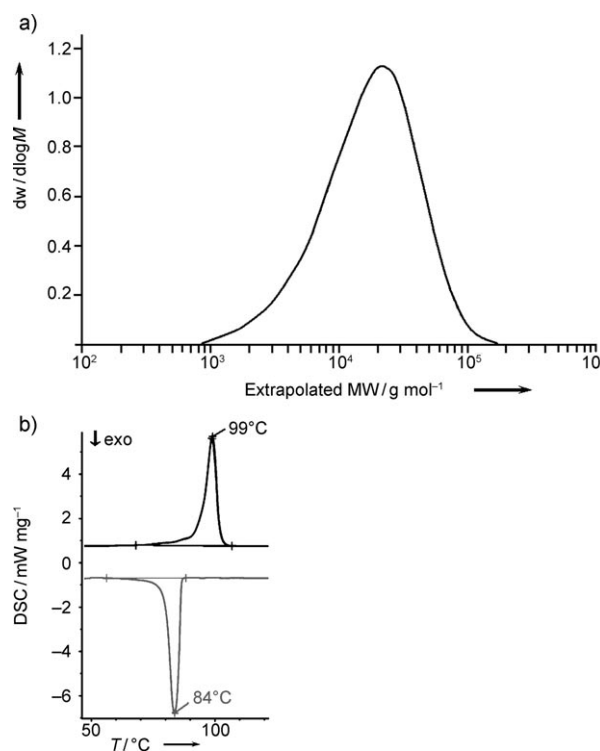 a)
1.2
1.0
0.8
0.6
0.4
0.2
dw / dlogM
10² 10³ 10⁴ 10⁵ 10
Extrapolated MW / g mol⁻¹
b)
exo
99°C
4
2
0
−2
−4
−6
DSC / mW mg⁻¹
84°C
50 100
T / °C